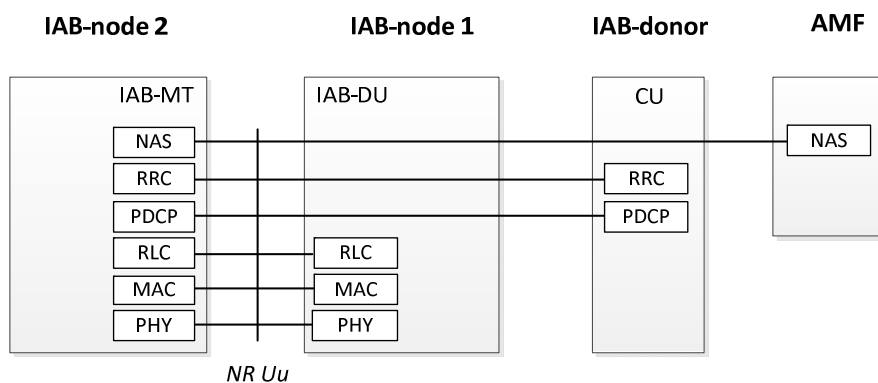 IAB-node 2 IAB-node 1 IAB-donor AMF
IAB-MT IAB-DU CU
NAS NAS
RRC RRC
PDCP PDCP
RLC RLC
MAC MAC
PHY PHY
NR Uu